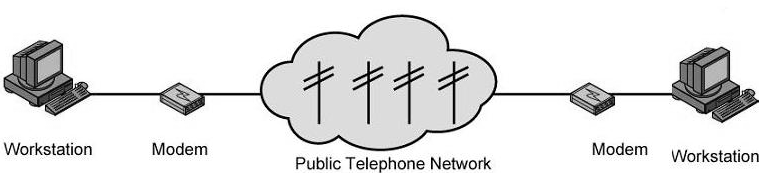 Workstation
Modem
Public Telephone Network
Modem
Workstation